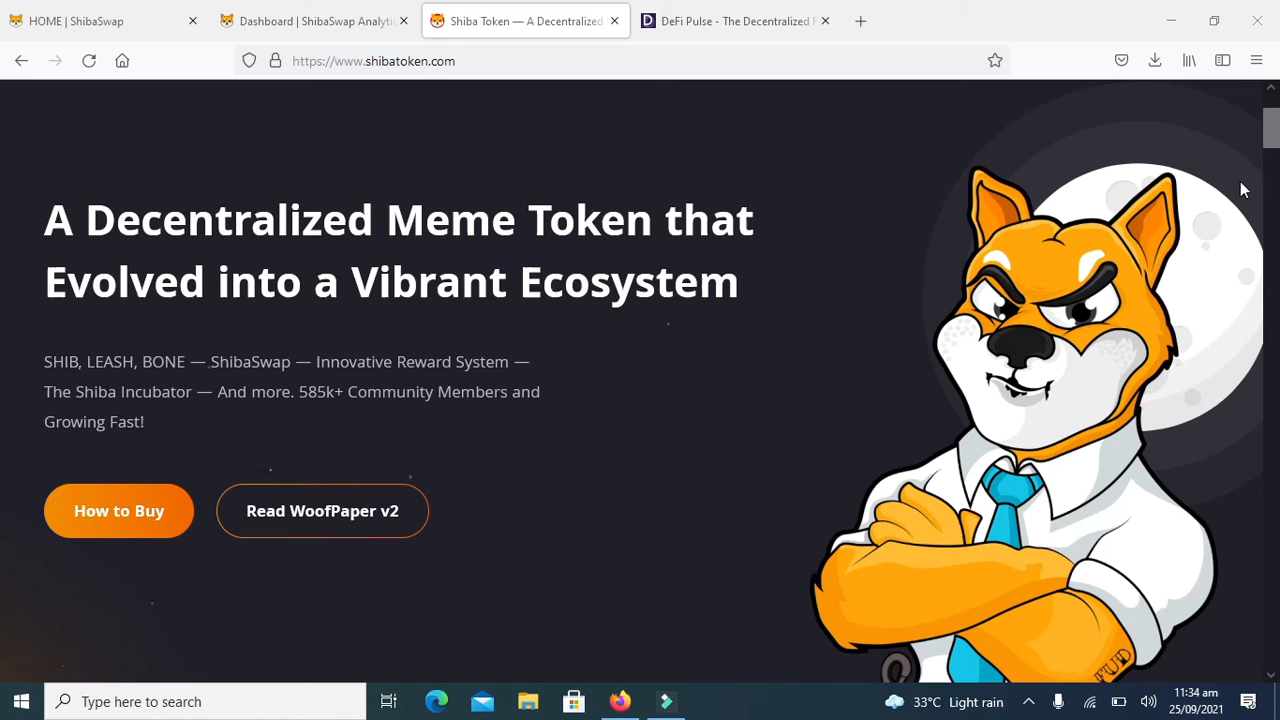 HOME | ShibaSwap
Dashboard | ShibaSwap Analytic
Shiba Token — A Decentralized
DeFi Pulse - The Decentralized F
https://www.shibatoken.com
A Decentralized Meme Token that
Evolved into a Vibrant Ecosystem
SHIB, LEASH, BONE — ShibaSwap — Innovative Reward System —
The Shiba Incubator — And more. 585k+ Community Members and
Growing Fast!
How to Buy
Read WoofPaper v2
FUD
Type here to search
33°C Light rain
11:34 am
25/09/2021